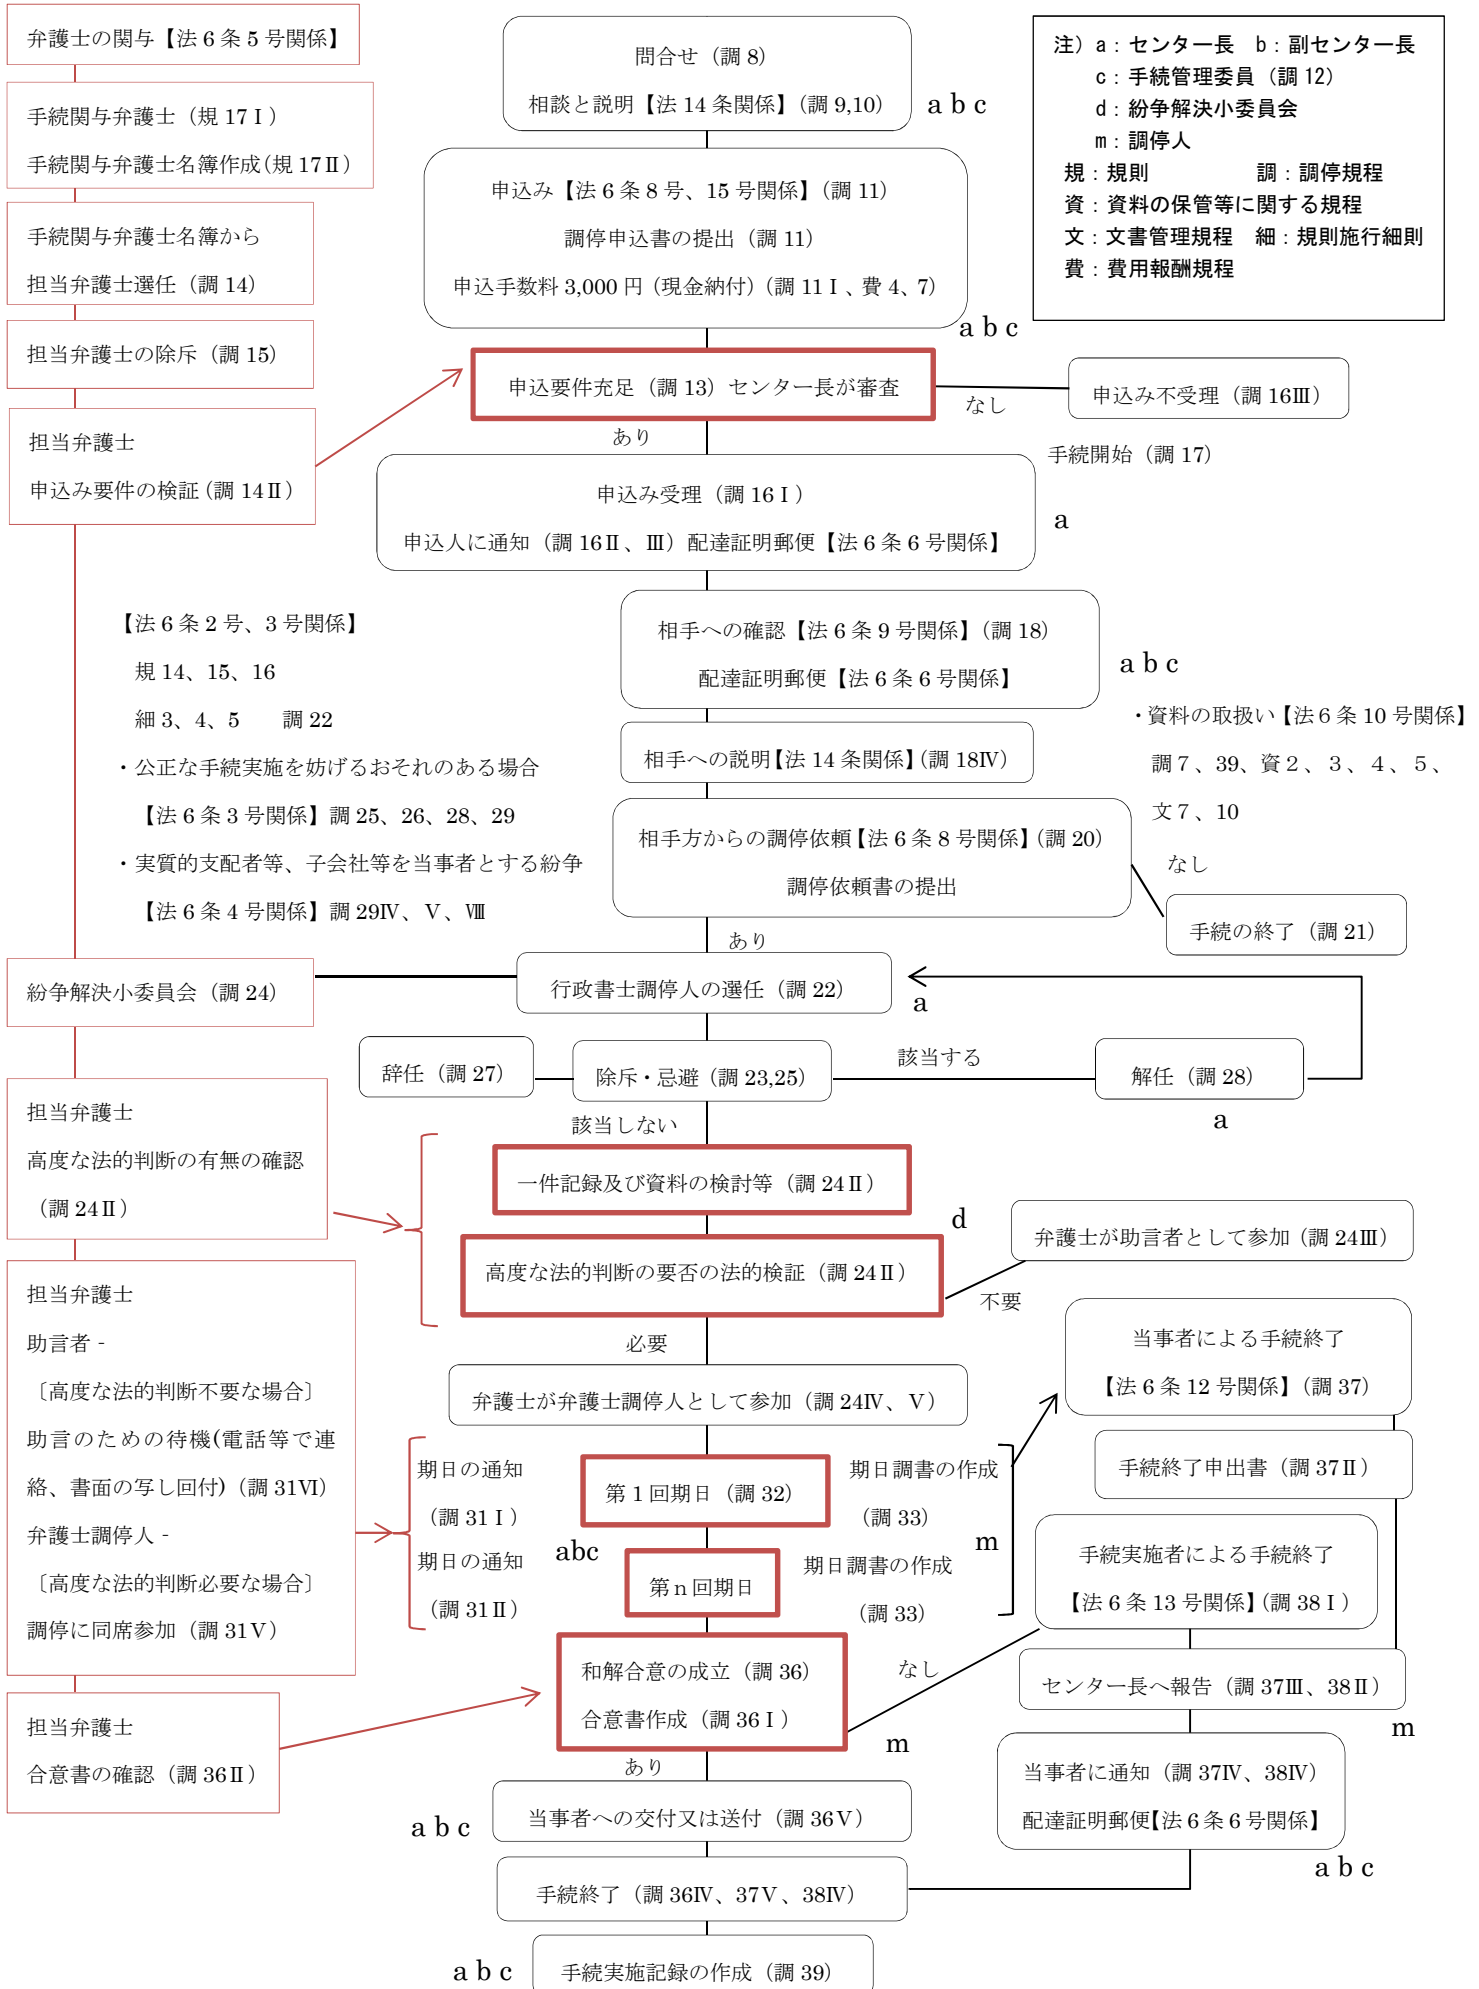 弁護士の関与【法6条5号関係】
手続関与弁護士（規17Ⅰ）
手続関与弁護士名簿作成（規17Ⅱ）
手続関与弁護士名簿から
担当弁護士選任（調14）
担当弁護士の除斥（調15）
担当弁護士
申込み要件の検証（調14Ⅱ）
問合せ（調8）
相談と説明【法14条関係】（調9,10）
a b c
注）a：センター長　b：副センター長
c：手続管理委員（調12）
d：紛争解決小委員会
m：調停人
規：規則　調：調停規程
資：資料の保管等に関する規程
文：文書管理規程　細：規則施行細則
費：費用報酬規程
申込み【法6条8号、15号関係】（調11）
調停申込書の提出（調11）
申込手数料3,000円（現金納付）（調11Ⅰ、費4、7）
a b c
申込要件充足（調13）センター長が審査
なし
申込み不受理（調16Ⅲ）
あり
手続開始（調17）
申込み受理（調16Ⅰ）
申込人に通知（調16Ⅱ、Ⅲ）配達証明郵便【法6条6号関係】
a
【法6条2号、3号関係】
規14、15、16
細3、4、5　調22
・公正な手続実施を妨げるおそれのある場合
【法6条3号関係】調25、26、28、29
・実質的支配者等、子会社等を当事者とする紛争
【法6条4号関係】調29Ⅳ、Ⅴ、Ⅷ
相手への確認【法6条9号関係】（調18）
配達証明郵便【法6条6号関係】
a b c
相手への説明【法14条関係】（調18Ⅳ）
・資料の取扱い【法６条10号関係】
調７、39、資２、３、４、５、
文７、10
相手方からの調停依頼【法6条8号関係】（調20）
調停依頼書の提出
なし
手続の終了（調21）
あり
紛争解決小委員会（調24）
行政書士調停人の選任（調22）
a
辞任（調27）
除斥・忌避（調23,25）
該当する
解任（調28）
a
該当しない
担当弁護士
高度な法的判断の有無の確認
（調24Ⅱ）
一件記録及び資料の検討等（調24Ⅱ）
d
高度な法的判断の要否の法的検証（調24Ⅱ）
弁護士が助言者として参加（調24Ⅲ）
不要
必要
弁護士が弁護士調停人として参加（調24Ⅳ、Ⅴ）
担当弁護士
助言者 -
〔高度な法的判断不要な場合〕
助言のための待機(電話等で連
絡、書面の写し回付)（調31Ⅵ）
弁護士調停人 -
〔高度な法的判断必要な場合〕
調停に同席参加（調31Ⅴ）
期日の通知
（調31Ⅰ）
期日の通知
（調31Ⅱ）
abc
第1回期日（調32）
第n回期日
期日調書の作成
（調33）
期日調書の作成
（調33）
m
当事者による手続終了
【法6条12号関係】（調37）
手続終了申出書（調37Ⅱ）
手続実施者による手続終了
【法6条13号関係】（調38Ⅰ）
和解合意の成立（調36）
合意書作成（調36Ⅰ）
なし
m
センター長へ報告（調37Ⅲ、38Ⅱ）
m
担当弁護士
合意書の確認（調36Ⅱ）
あり
当事者に通知（調37Ⅳ、38Ⅳ）
配達証明郵便【法6条6号関係】
a b c
a b c
当事者への交付又は送付（調36Ⅴ）
手続終了（調36Ⅳ、37Ⅴ、38Ⅳ）
a b c
手続実施記録の作成（調39）